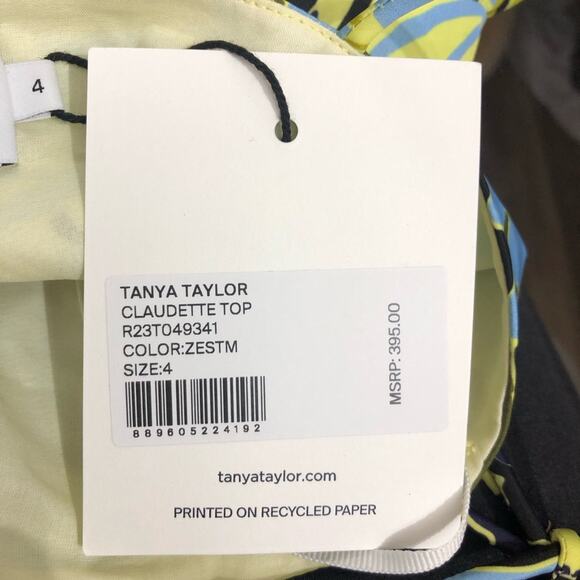 4
TANYA TAYLOR
CLAUDETTE TOP
R23T049341
COLOR:ZESTM
SIZE:4
MSRP: 395.00
889605224192
tanyataylor.com
PRINTED ON RECYCLED PAPER